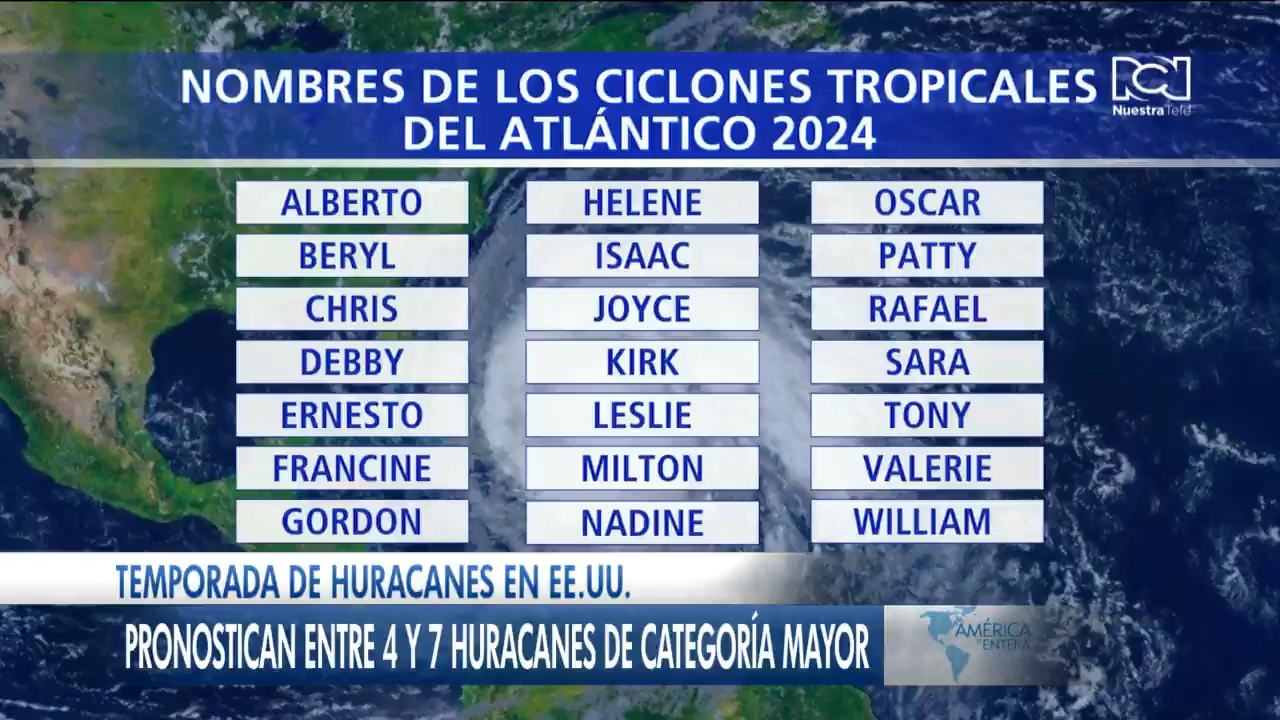 NOMBRES DE LOS CICLONES TROPICALES
DEL ATLÁNTICO 2024
RCN
NuestraTele
ALBERTO
BERYL
CHRIS
DEBBY
ERNESTO
FRANCINE
GORDON
HELENE
ISAAC
JOYCE
KIRK
LESLIE
MILTON
NADINE
OSCAR
PATTY
RAFAEL
SARA
TONY
VALERIE
WILLIAM
TEMPORADA DE HURACANES EN EE.UU.
PRONOSTICAN ENTRE 4 Y 7 HURACANES DE CATEGORÍA MAYOR
AMÉRICA
ENTERA